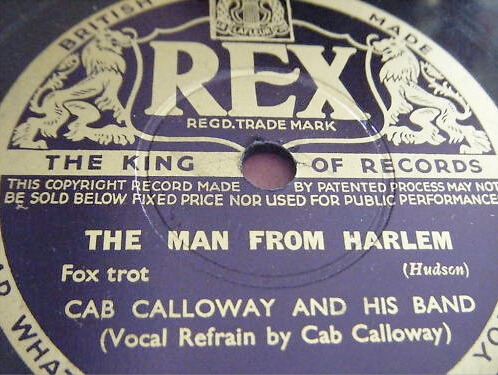 BRITISH MADE
REX
REGD. TRADE MARK
THE KING OF RECORDS
THIS COPYRIGHT RECORD MADE BY PATENTED PROCESS MAY NOT
BE SOLD BELOW FIXED PRICE NOR USED FOR PUBLIC PERFORMANCE
THE MAN FROM HARLEM
Fox trot (Hudson)
CAB CALLOWAY AND HIS BAND
(Vocal Refrain by Cab Calloway)
WHAT